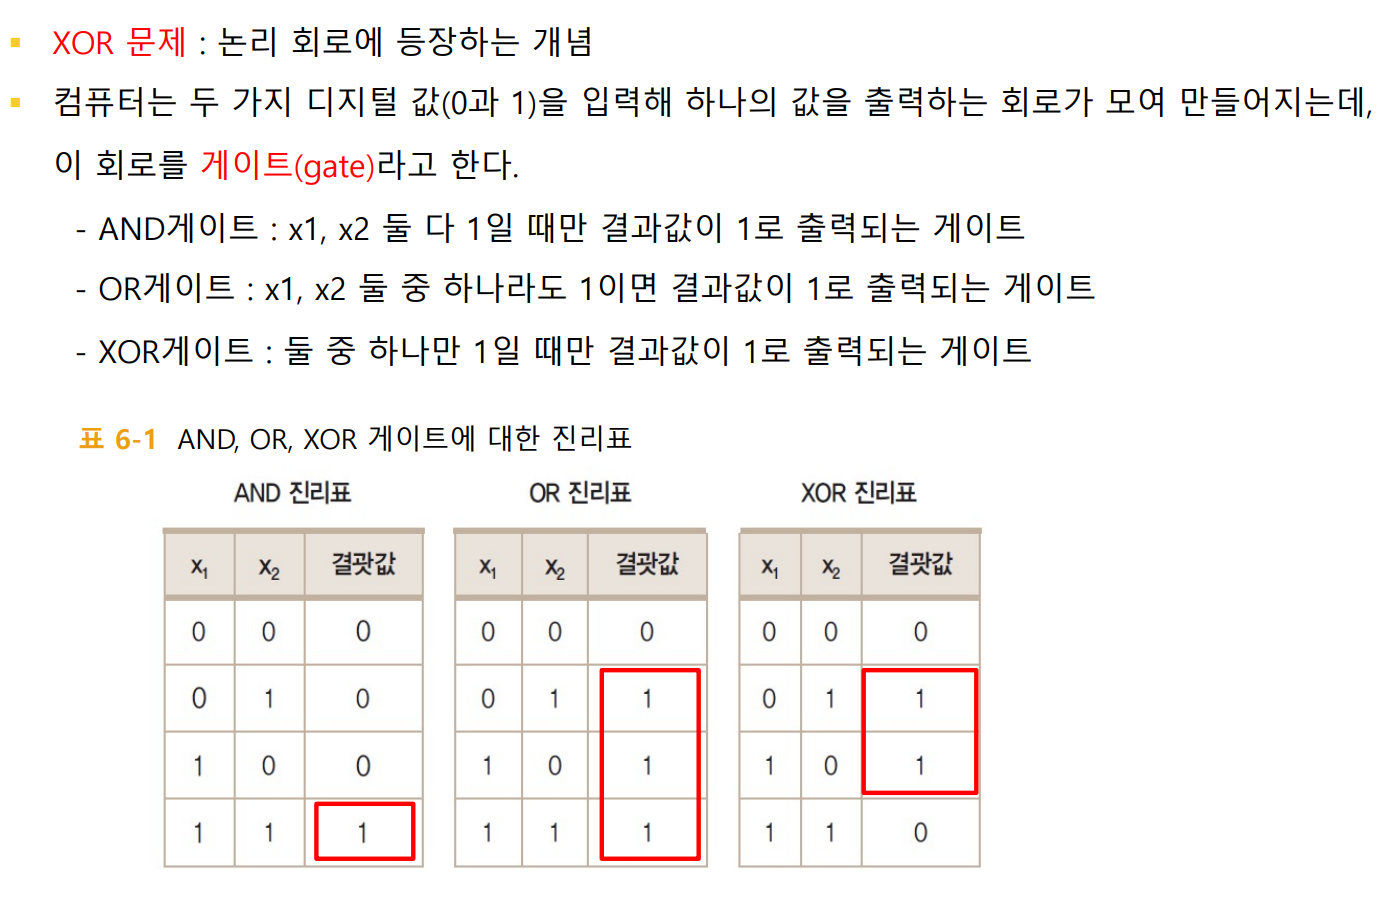 XOR 문제 : 논리 회로에 등장하는 개념
컴퓨터는 두 가지 디지털 값(0과 1)을 입력해 하나의 값을 출력하는 회로가 모여 만들어지는데,
이 회로를 게이트(gate)라고 한다.
- AND게이트 : x1, x2 둘 다 1일 때만 결과값이 1로 출력되는 게이트
- OR게이트 : x1, x2 둘 중 하나라도 1이면 결과값이 1로 출력되는 게이트
- XOR게이트 : 둘 중 하나만 1일 때만 결과값이 1로 출력되는 게이트
표 6-1 AND, OR, XOR 게이트에 대한 진리표
AND 진리표 OR 진리표 XOR 진리표
x₁ x₂ 결괏값 x₁ x₂ 결괏값 x₁ x₂ 결괏값
0 0 0 0 0 0 0 0 0
0 1 0 0 1 1 0 1 1
1 0 0 1 0 1 1 0 1
1 1 1 1 1 1 1 1 0